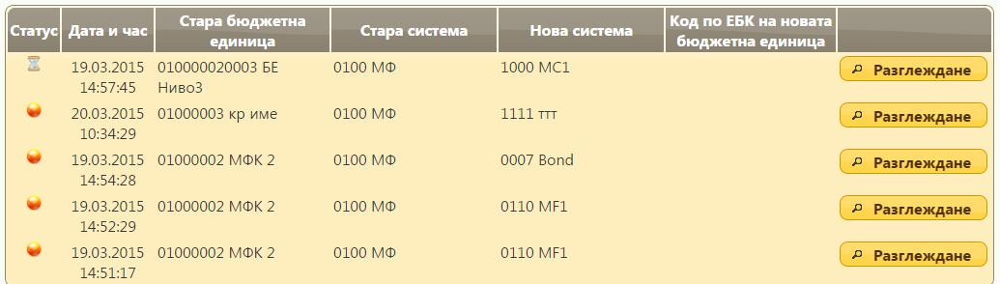 Статус Дата и час Стара бюджетна единица Стара система Нова система Код по ЕБК на новата бюджетна единица
19.03.2015 010000020003 БЕ 0100 МФ 1000 МС1 Разглеждане
14:57:45 Ниво3
20.03.2015 01000003 кр име 0100 МФ 1111 ттт Разглеждане
10:34:29
19.03.2015 01000002 МФК 2 0100 МФ 0007 Bond Разглеждане
14:54:28
19.03.2015 01000002 МФК 2 0100 МФ 0110 MF1 Разглеждане
14:52:29
19.03.2015 01000002 МФК 2 0100 МФ 0110 MF1 Разглеждане
14:51:17